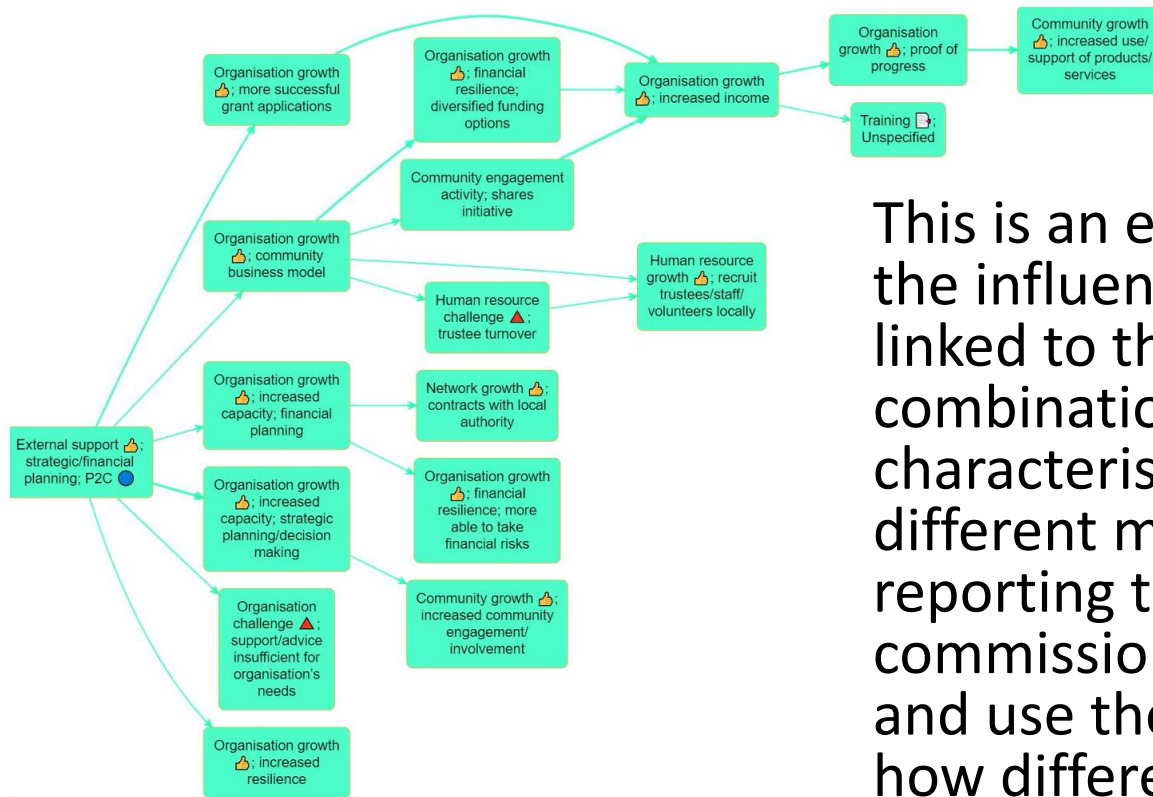 Organisation growth 👍; more successful grant applications
Organisation growth
👍; financial
resilience;
diversified funding
options
Organisation growth
👍; increased income
Organisation
growth 👍; proof of
progress
Community growth
👍; increased use/
support of products/
services
Training 📑;
Unspecified
Community engagement
activity; shares
initiative
Organisation growth
👍; community
business model
Human resource
growth 👍; recruit
trustees/staff/
volunteers locally
Human resource
challenge 🔺;
trustee turnover
Organisation growth
👍; increased
capacity; financial
planning
Network growth 👍;
contracts with local
authority
External support 👍;
strategic/financial
planning; P2C 🔵
Organisation growth
👍; increased
capacity; strategic
planning/decision
making
Organisation growth
👍; financial
resilience; more
able to take
financial risks
Organisation
challenge 🔺;
support/advice
insufficient for
organisation's
needs
Community growth 👍;
increased community
engagement/
involvement
Organisation growth
👍; increased
resilience
This is an e
the influen
linked to th
combinatio
characteris
different m
reporting t
commissio
and use the
how differe